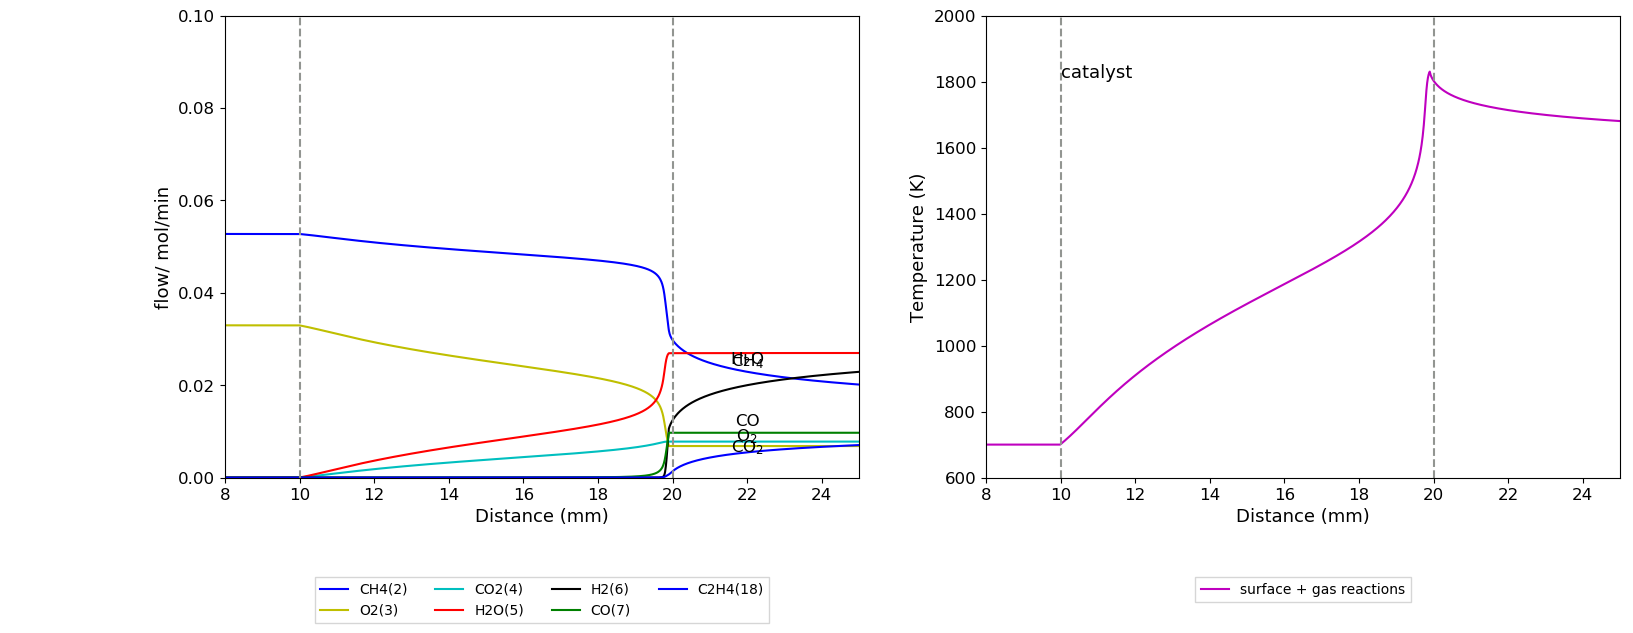 0.10
0.08
0.06
0.04
0.02
0.00
flow/ mol/min
8 10 12 14 16 18 20 22 24
Distance (mm)
CO
O₂
CO₂
CH4(2) CO2(4) H2(6) C2H4(18)
O2(3) H2O(5) CO(7)
2000
1800
1600
1400
1200
1000
800
600
Temperature (K)
catalyst
8 10 12 14 16 18 20 22 24
Distance (mm)
surface + gas reactions